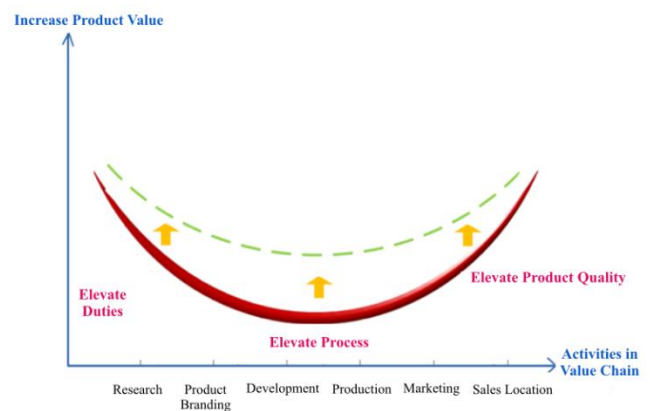 Increase Product Value
Elevate
Duties
Elevate Process
Elevate Product Quality
Activities in
Value Chain
Research
Product
Branding
Development
Production
Marketing
Sales Location